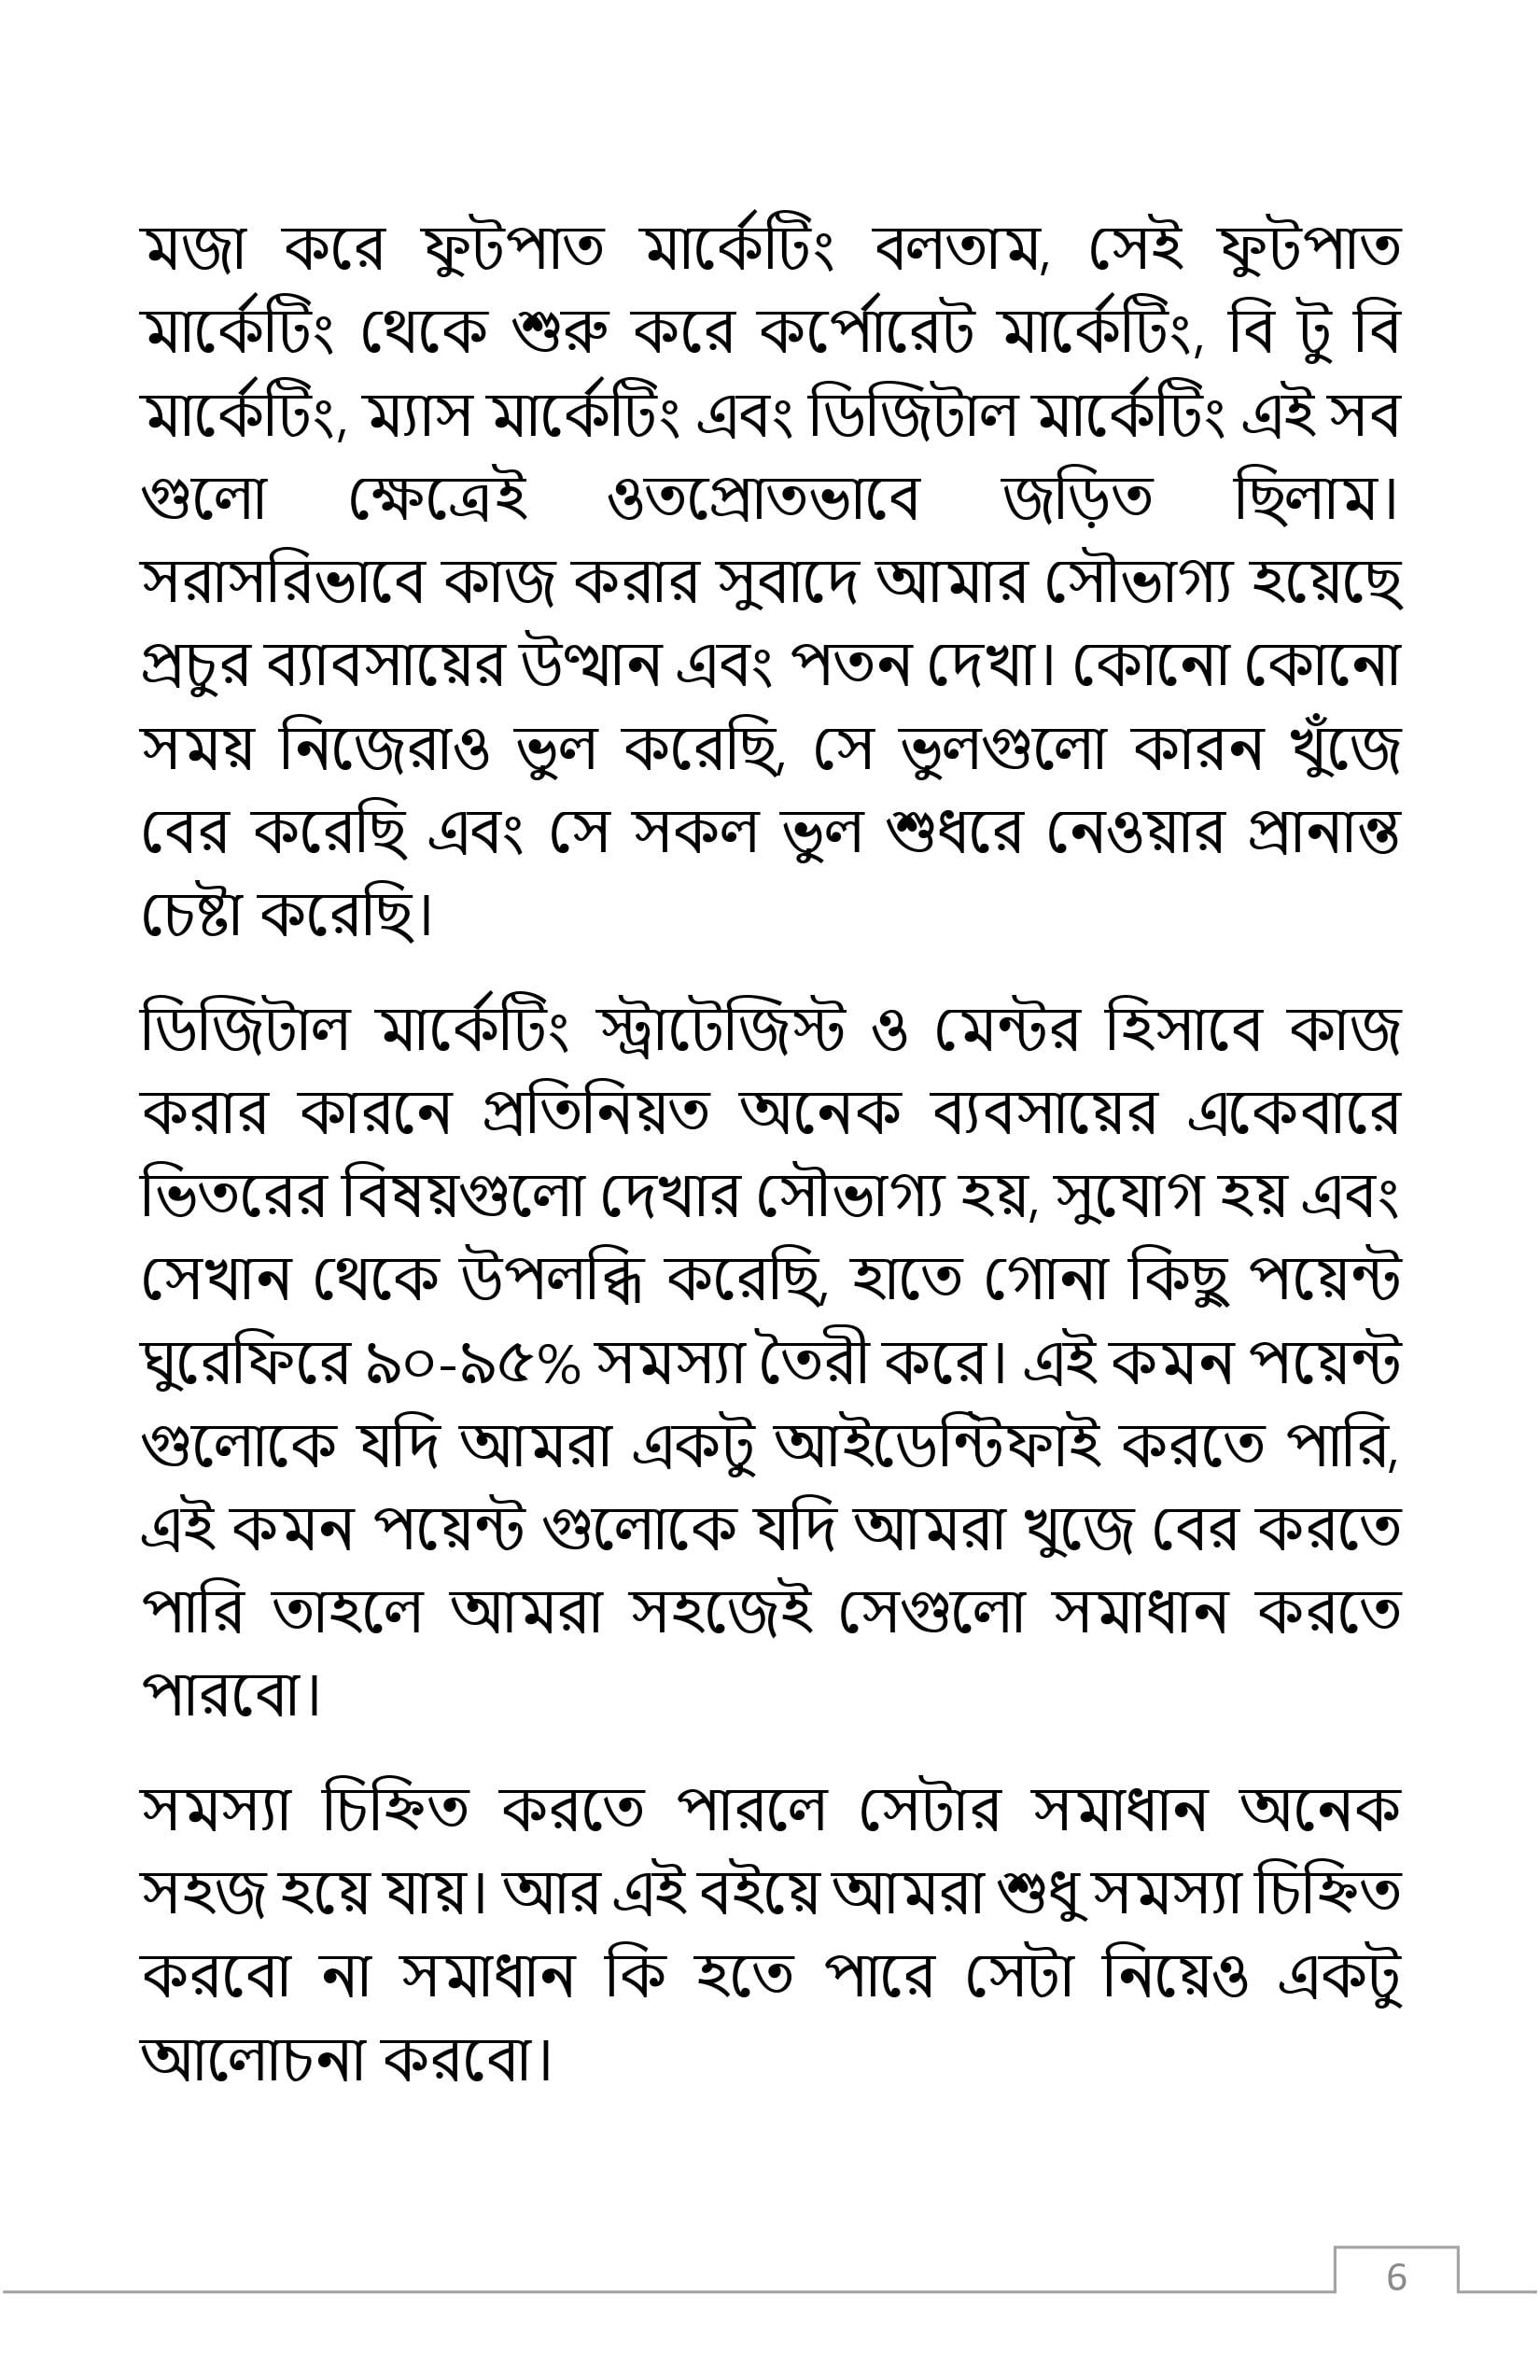 মজা করে ফুটপাত মার্কেটিং বলতাম, সেই ফুটপাত
মার্কেটিং থেকে শুরু করে কর্পোরেট মার্কেটিং, বি টু বি
মার্কেটিং, ম্যাস মার্কেটিং এবং ডিজিটাল মার্কেটিং এই সব
গুলো ক্ষেত্রেই ওতপ্রোতভাবে জড়িত ছিলাম।
সরাসরিভাবে কাজ করার সুবাদে আমার সৌভাগ্য হয়েছে
প্রচুর ব্যাবসায়ের উত্থান এবং পতন দেখা। কোনো কোনো
সময় নিজেরাও ভুল করেছি, সে ভুলগুলো কারন খুঁজে
বের করেছি এবং সে সকল ভুল শুধরে নেওয়ার প্রানান্ত
চেষ্টা করেছি।
ডিজিটাল মার্কেটিং স্ট্রাটেজিস্ট ও মেন্টর হিসাবে কাজ
করার কারনে প্রতিনিয়ত অনেক ব্যবসায়ের একেবারে
ভিতরের বিষয়গুলো দেখার সৌভাগ্য হয়, সুযোগ হয় এবং
সেখান থেকে উপলব্ধি করেছি, হাতে গোনা কিছু পয়েন্ট
ঘুরেফিরে ৯০-৯৫% সমস্যা তৈরী করে। এই কমন পয়েন্ট
গুলোকে যদি আমরা একটু আইডেন্টিফাই করতে পারি,
এই কমন পয়েন্ট গুলোকে যদি আমরা খুজে বের করতে
পারি তাহলে আমরা সহজেই সেগুলো সমাধান করতে
পারবো।
সমস্যা চিহ্নিত করতে পারলে সেটার সমাধান অনেক
সহজ হয়ে যায়। আর এই বইয়ে আমরা শুধু সমস্যা চিহ্নিত
করবো না সমাধান কি হতে পারে সেটা নিয়েও একটু
আলোচনা করবো।
6